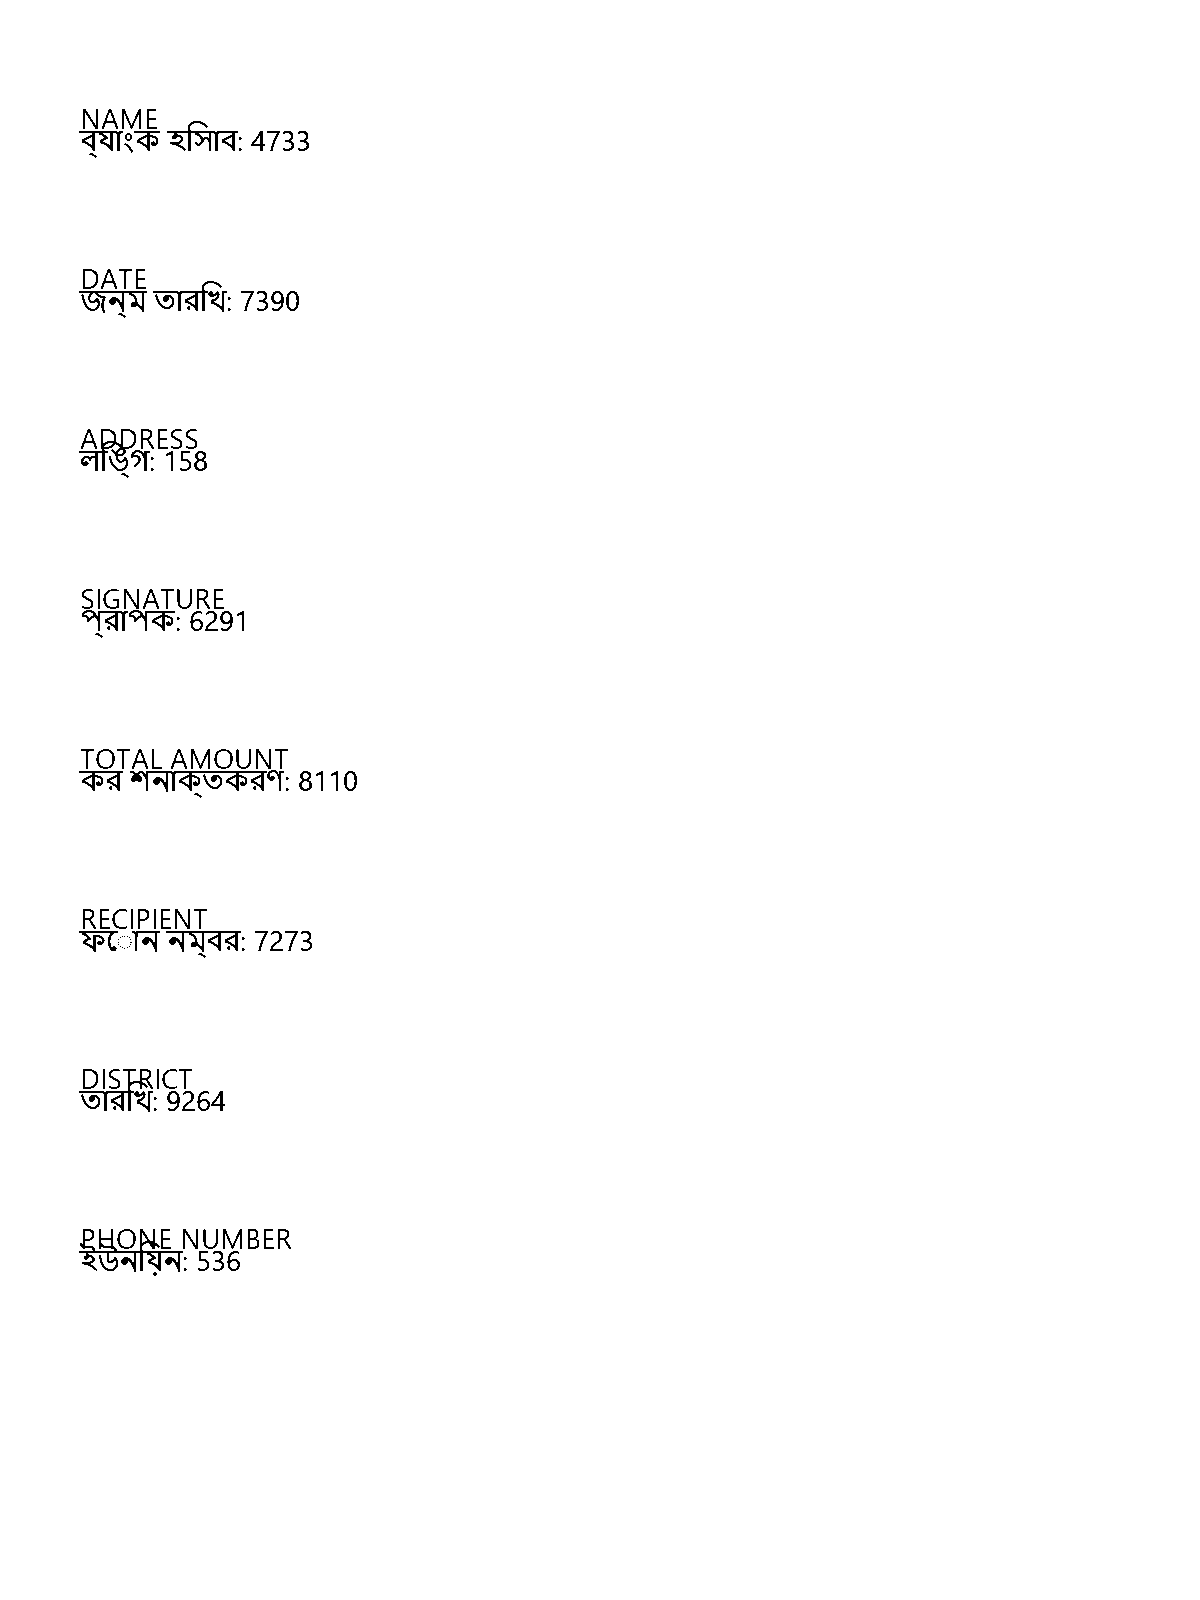 NAME
ব্যাংক হিসাব: 4733
DATE
জন্ম তারিখ: 7390
ADDRESS
লিঙ্গ: 158
SIGNATURE
প্রাপক: 6291
TOTAL AMOUNT
কর শনাক্তকরণ: 8110
RECIPIENT
ফোন নম্বর: 7273
DISTRICT
তারিখ: 9264
PHONE NUMBER
ইউনিয়ন: 536